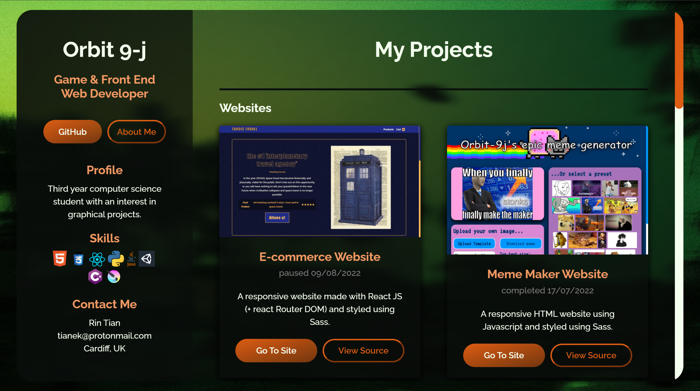 Orbit 9-j
Game & Front End
Web Developer
GitHub
About Me
Profile
Third year computer science
student with an interest in
graphical projects.
Skills
Contact Me
Rin Tian
tianek@protonmail.com
Cardiff, UK
My Projects
Websites
E-commerce Website
paused 09/08/2022
A responsive website made with React JS
(+ react Router DOM) and styled using
Sass.
Go To Site
View Source
Orbit-9j's epic meme-generator
When you finally
stonks
finally make the maker
...Or select a preset
Upload your own image...
Upload Template
Meme Maker Website
completed 17/07/2022
A responsive HTML website using
Javascript and styled using Sass.
Go To Site
View Source